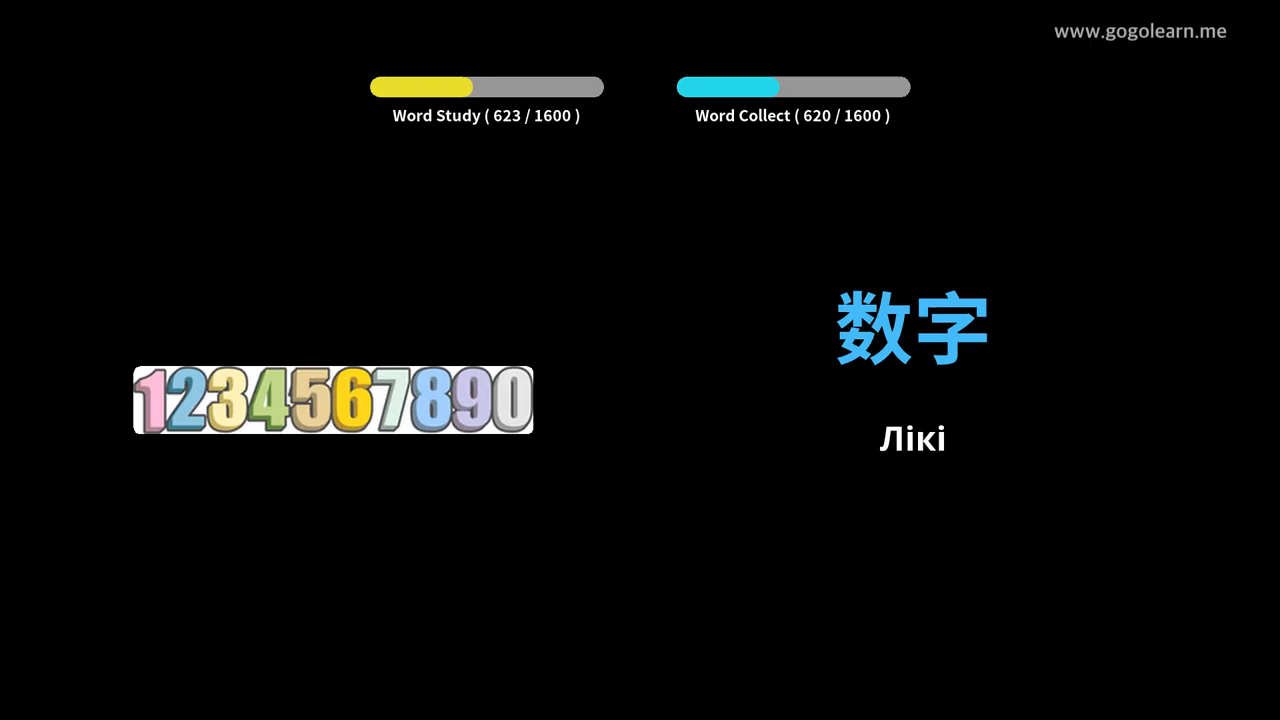 www.gogolearn.me
Word Study ( 623 / 1600 )
Word Collect ( 620 / 1600 )
数字
1234567890
Лікі